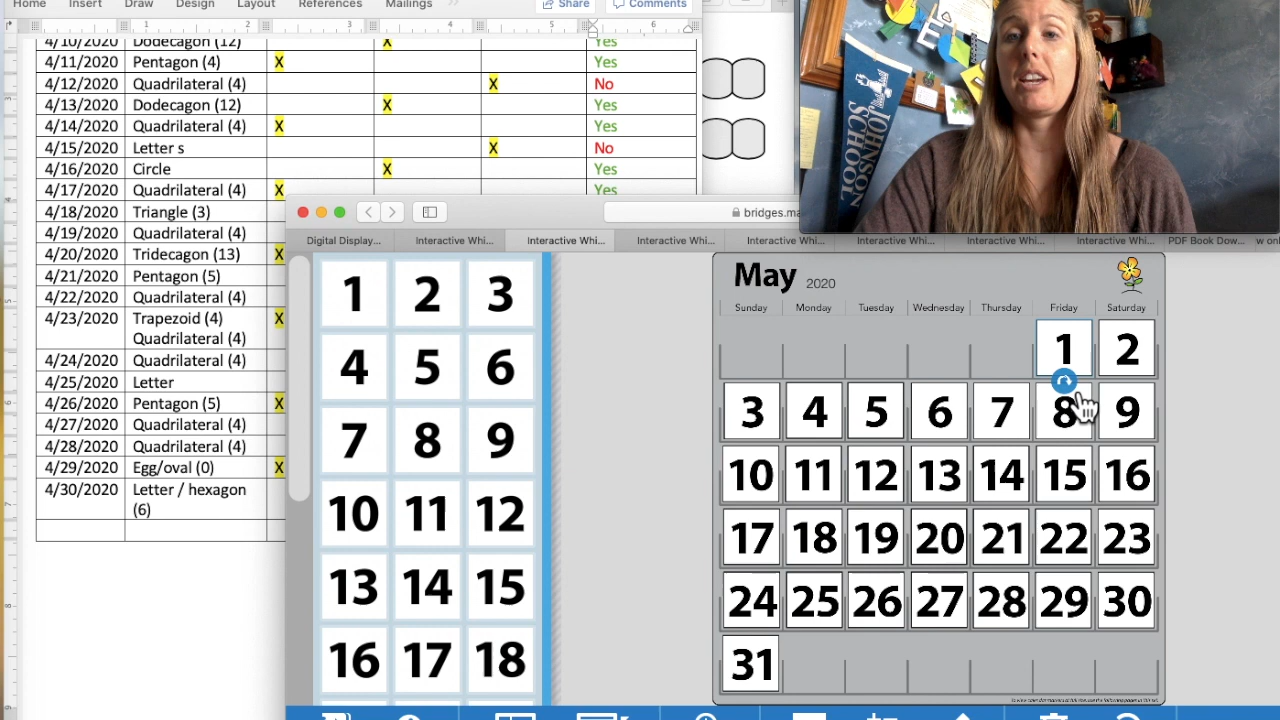 Home Insert Draw Design Layout References Mailings Share Comments
1 2 3 4 5 6
4/10/2020 Dodecagon (12) X Yes
4/11/2020 Pentagon (4) X Yes
4/12/2020 Quadrilateral (4) X No
4/13/2020 Dodecagon (12) X Yes
4/14/2020 Quadrilateral (4) X Yes
4/15/2020 Letter s X No
4/16/2020 Circle X Yes
4/17/2020 Quadrilateral (4) X Yes
4/18/2020 Triangle (3)
4/19/2020 Quadrilateral (4)
4/20/2020 Tridecagon (13) X
4/21/2020 Pentagon (5)
4/22/2020 Quadrilateral (4)
4/23/2020 Trapezoid (4) X
Quadrilateral (4)
4/24/2020 Quadrilateral (4)
4/25/2020 Letter
4/26/2020 Pentagon (5) X
4/27/2020 Quadrilateral (4)
4/28/2020 Quadrilateral (4)
4/29/2020 Egg/oval (0) X
4/30/2020 Letter / hexagon
(6)
JOHNSON
SCHOOL
bridges.ma
Digital Display... Interactive Whi... Interactive Whi... Interactive Whi... Interactive Whi... Interactive Whi... Interactive Whi... Interactive Whi... PDF Book Dow...
1 2 3
4 5 6
7 8 9
10 11 12
13 14 15
16 17 18
May 2020
Sunday Monday Tuesday Wednesday Thursday Friday Saturday
1 2
3 4 5 6 7 8 9
10 11 12 13 14 15 16
17 18 19 20 21 22 23
24 25 26 27 28 29 30
31